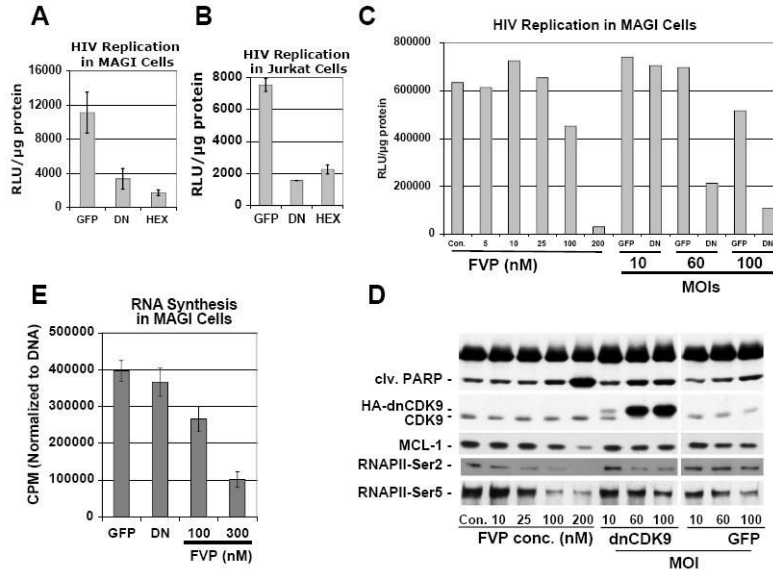 A
HIV Replication
in MAGI Cells
RLU/µg protein
16000
12000
8000
4000
0
GFP DN HEX
B
HIV Replication
in Jurkat Cells
RLU/µg protein
8000
6000
4000
2000
0
GFP DN HEX
C
HIV Replication in MAGI Cells
RLU/µg protein
800000
600000
400000
200000
0
Con. 5 10 25 100 200 GFP DN GFP DN GFP DN
FVP (nM) 10 60 100
MOIs
E
RNA Synthesis
in MAGI Cells
CPM (Normalized to DNA)
500000
400000
300000
200000
100000
0
GFP DN 100 300
FVP (nM)
D
clv. PARP -
HA-dnCDK9 -
CDK9 -
MCL-1 -
RNAPII-Ser2 -
RNAPII-Ser5 -
Con. 10 25 100 200 10 60 100 10 60 100
FVP conc. (nM) dnCDK9 GFP
MOI